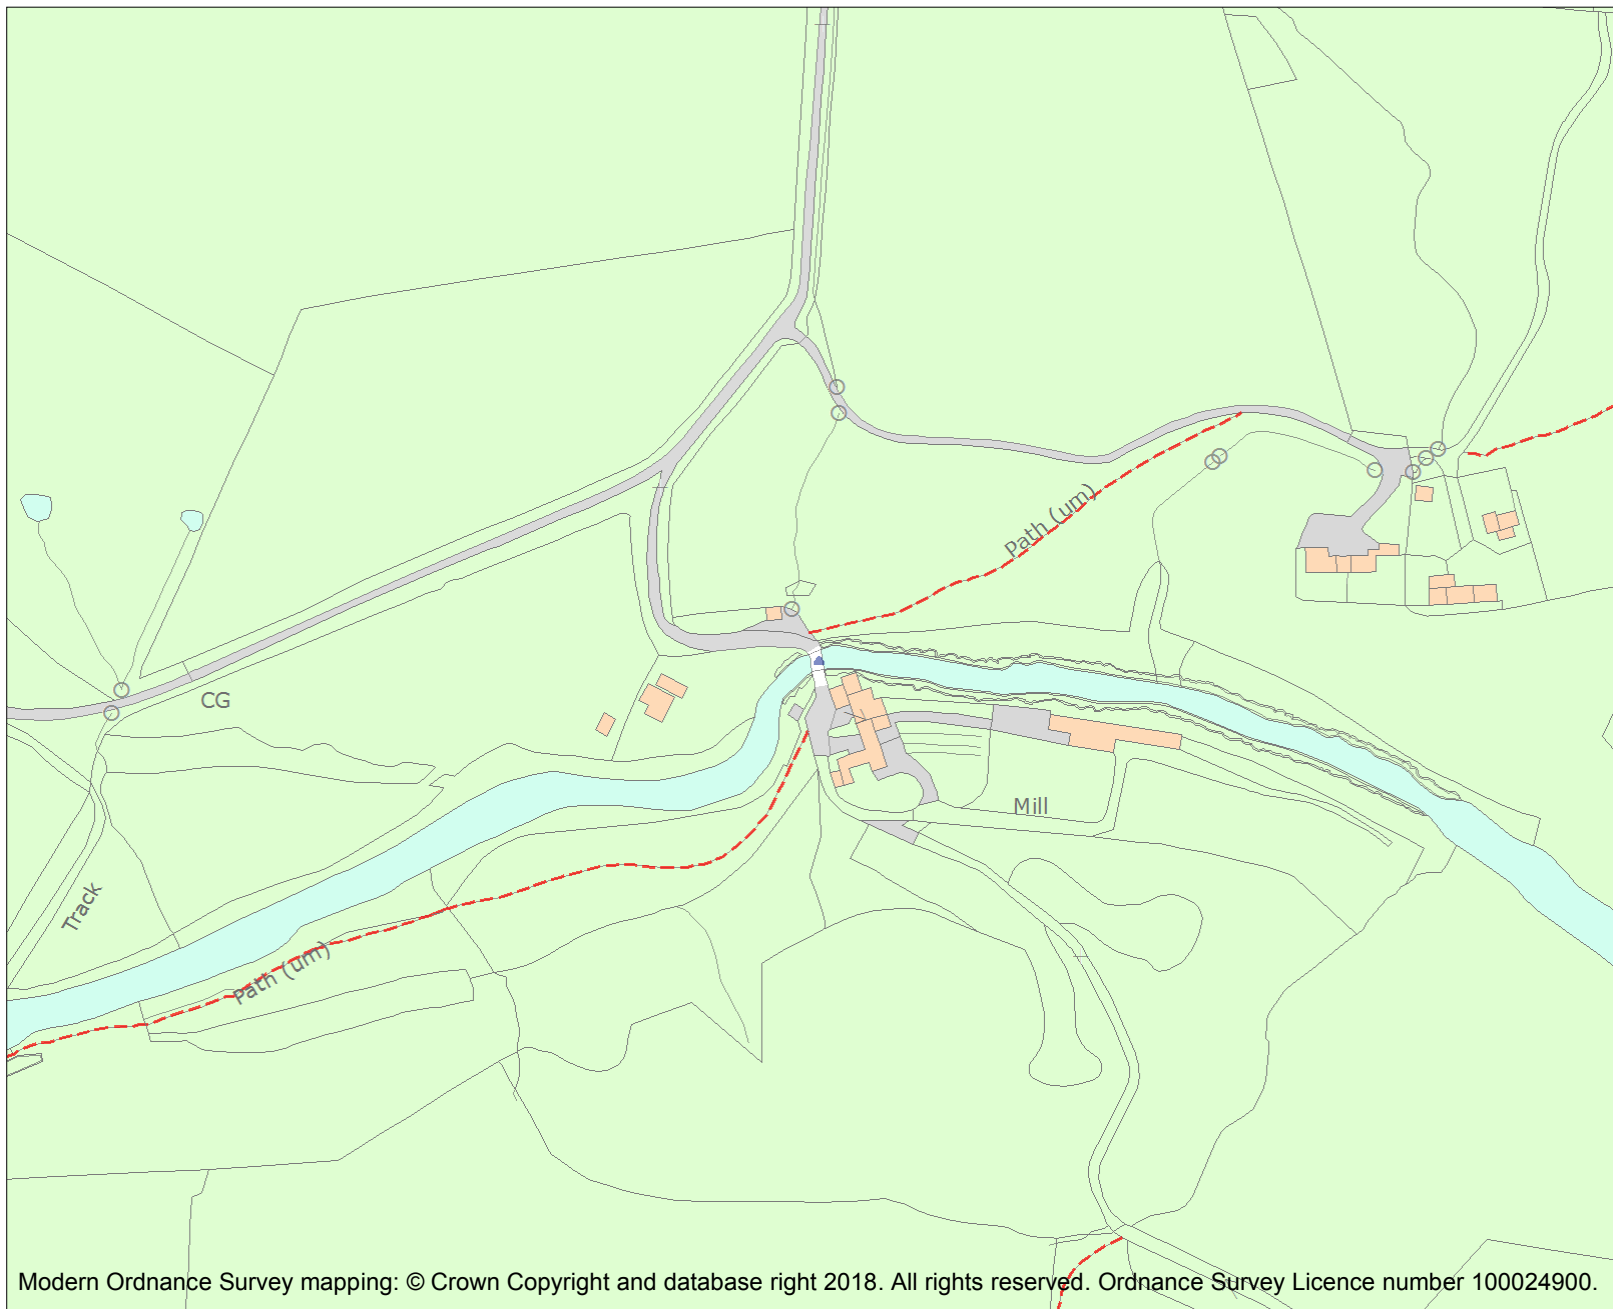 Path (um)
CG
Mill
Track
Path (um)
Modern Ordnance Survey mapping: © Crown Copyright and database right 2018. All rights reserved. Ordnance Survey Licence number 100024900.